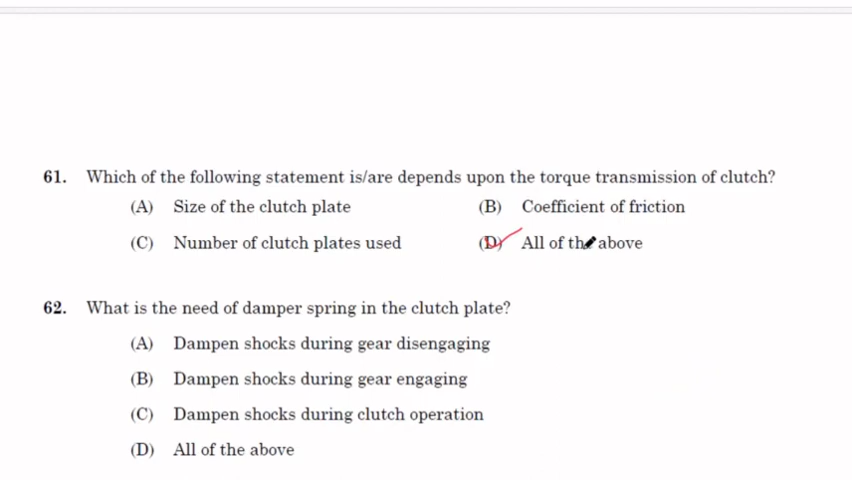 61. Which of the following statement is/are depends upon the torque transmission of clutch?
(A) Size of the clutch plate (B) Coefficient of friction
(C) Number of clutch plates used (D) All of the above
62. What is the need of damper spring in the clutch plate?
(A) Dampen shocks during gear disengaging
(B) Dampen shocks during gear engaging
(C) Dampen shocks during clutch operation
(D) All of the above